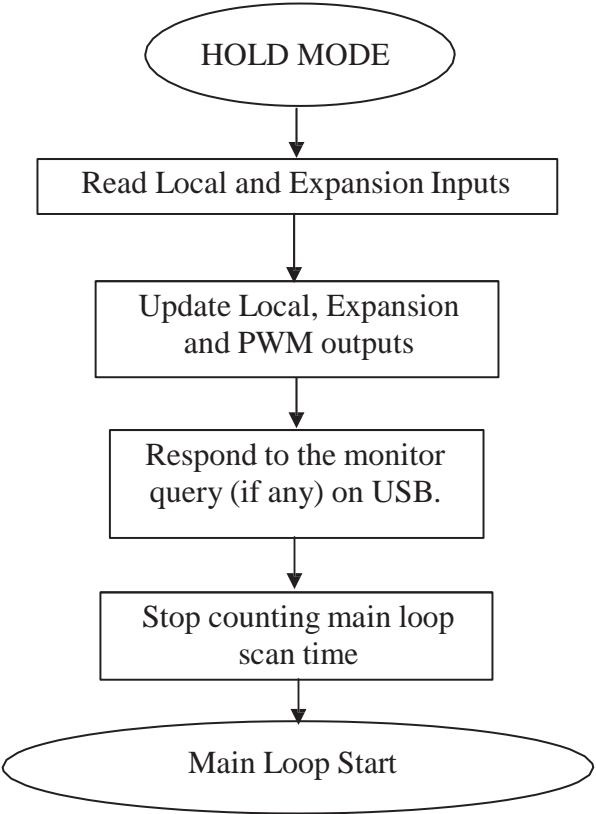 HOLD MODE
Read Local and Expansion Inputs
Update Local, Expansion
and PWM outputs
Respond to the monitor
query (if any) on USB.
Stop counting main loop
scan time
Main Loop Start